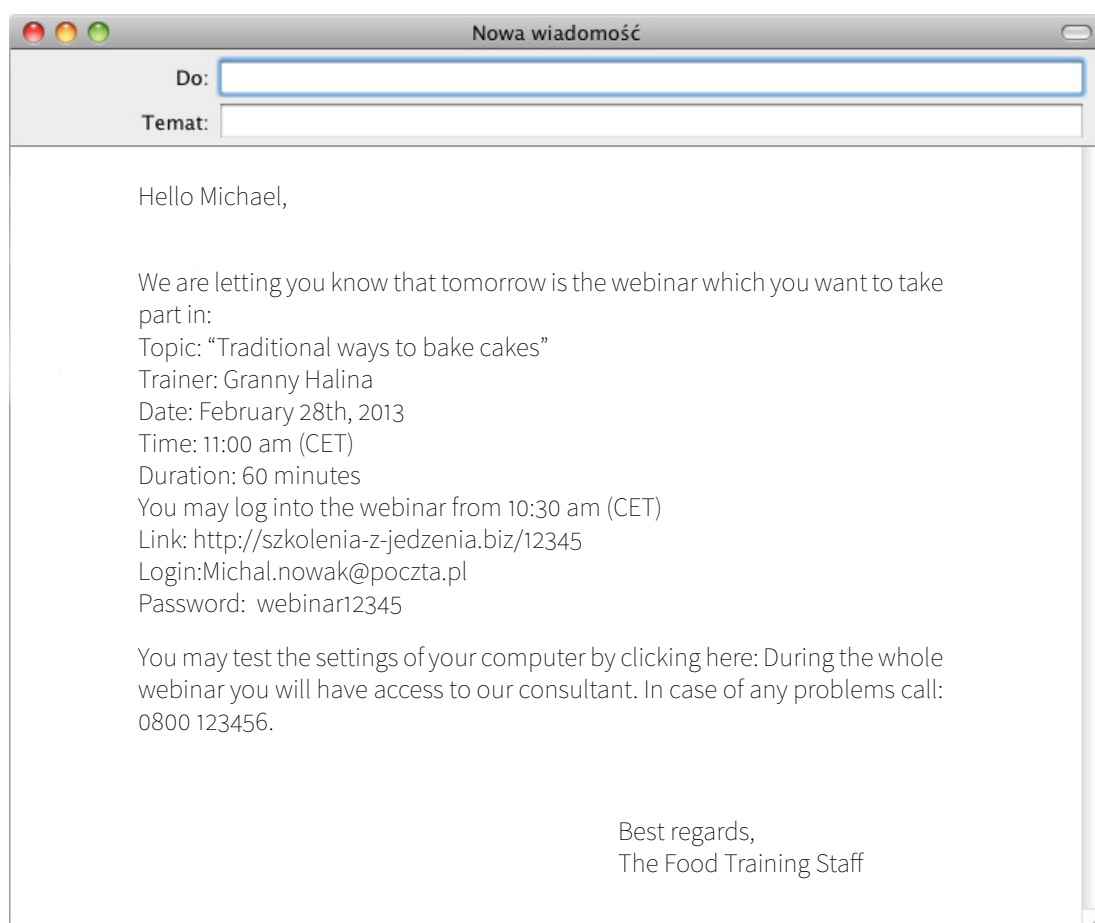 Nowa wiadomość
Do:
Temat:
Hello Michael,
We are letting you know that tomorrow is the webinar which you want to take
part in:
Topic: “Traditional ways to bake cakes”
Trainer: Granny Halina
Date: February 28th, 2013
Time: 11:00 am (CET)
Duration: 60 minutes
You may log into the webinar from 10:30 am (CET)
Link: http://szkolenia-z-jedzenia.biz/12345
Login:Michal.nowak@poczta.pl
Password:  webinar12345
You may test the settings of your computer by clicking here: During the whole
webinar you will have access to our consultant. In case of any problems call:
0800 123456.
Best regards,
The Food Training Staff